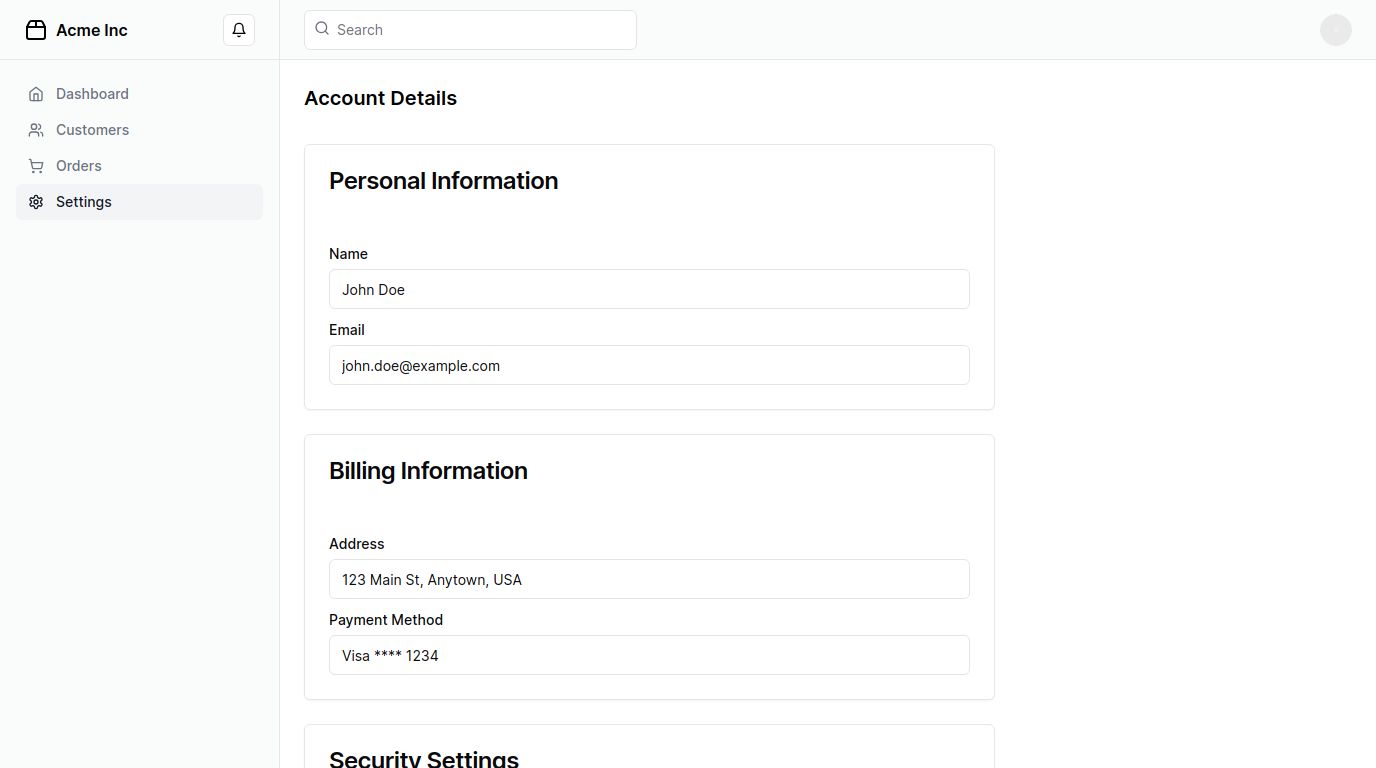 Acme Inc
Search
Dashboard
Customers
Orders
Settings
Account Details
Personal Information
Name
John Doe
Email
john.doe@example.com
Billing Information
Address
123 Main St, Anytown, USA
Payment Method
Visa **** 1234
Security Settings